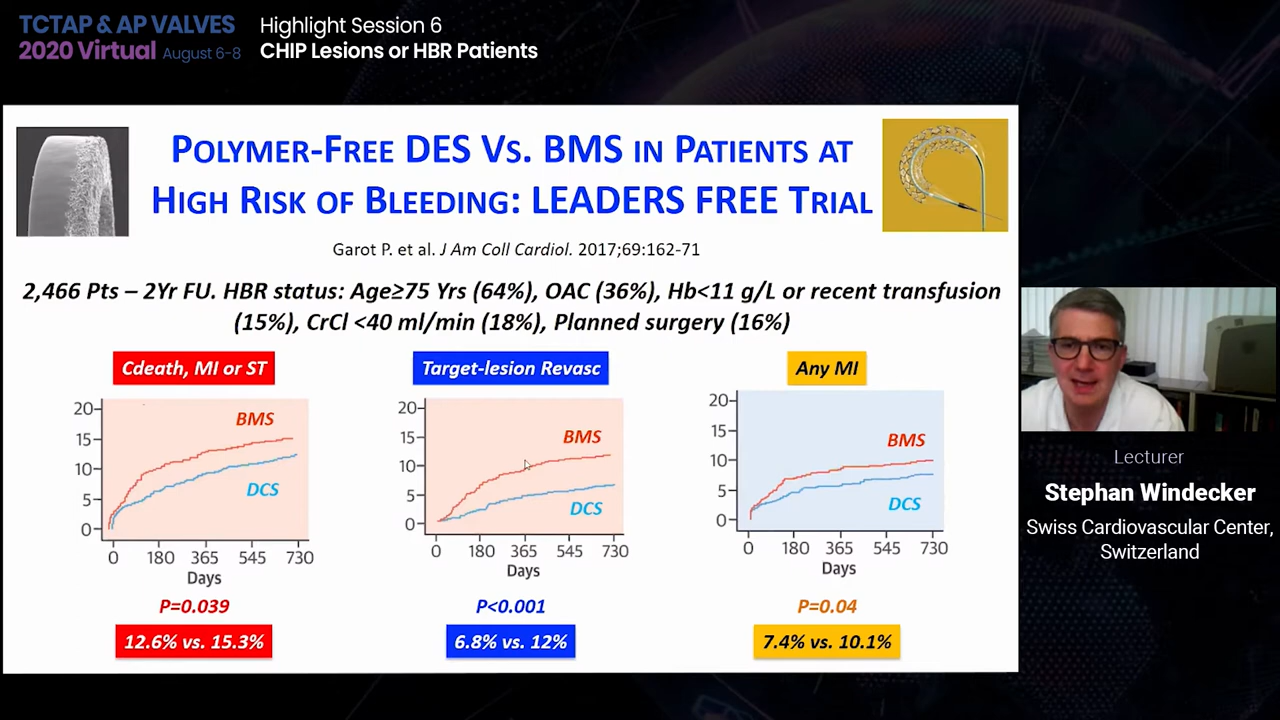 TCTAP & AP VALVES
2020 Virtual August 6-8
Highlight Session 6
CHIP Lesions or HBR Patients
POLYMER-FREE DES VS. BMS IN PATIENTS AT
HIGH RISK OF BLEEDING: LEADERS FREE TRIAL
Garot P. et al. J Am Coll Cardiol. 2017;69:162-71
2,466 Pts – 2Yr FU. HBR status: Age≥75 Yrs (64%), OAC (36%), Hb<11 g/L or recent transfusion
(15%), CrCl <40 ml/min (18%), Planned surgery (16%)
Cdeath, MI or ST
20
15
10
5
0
BMS
DCS
0 180 365 545 730
Days
P=0.039
12.6% vs. 15.3%
Target-lesion Revasc
20
15
10
5
0
BMS
DCS
0 180 365 545 730
Days
P<0.001
6.8% vs. 12%
Any MI
20
15
10
5
0
BMS
DCS
0 180 365 545 730
Days
P=0.04
7.4% vs. 10.1%
Lecturer
Stephan Windecker
Swiss Cardiovascular Center,
Switzerland